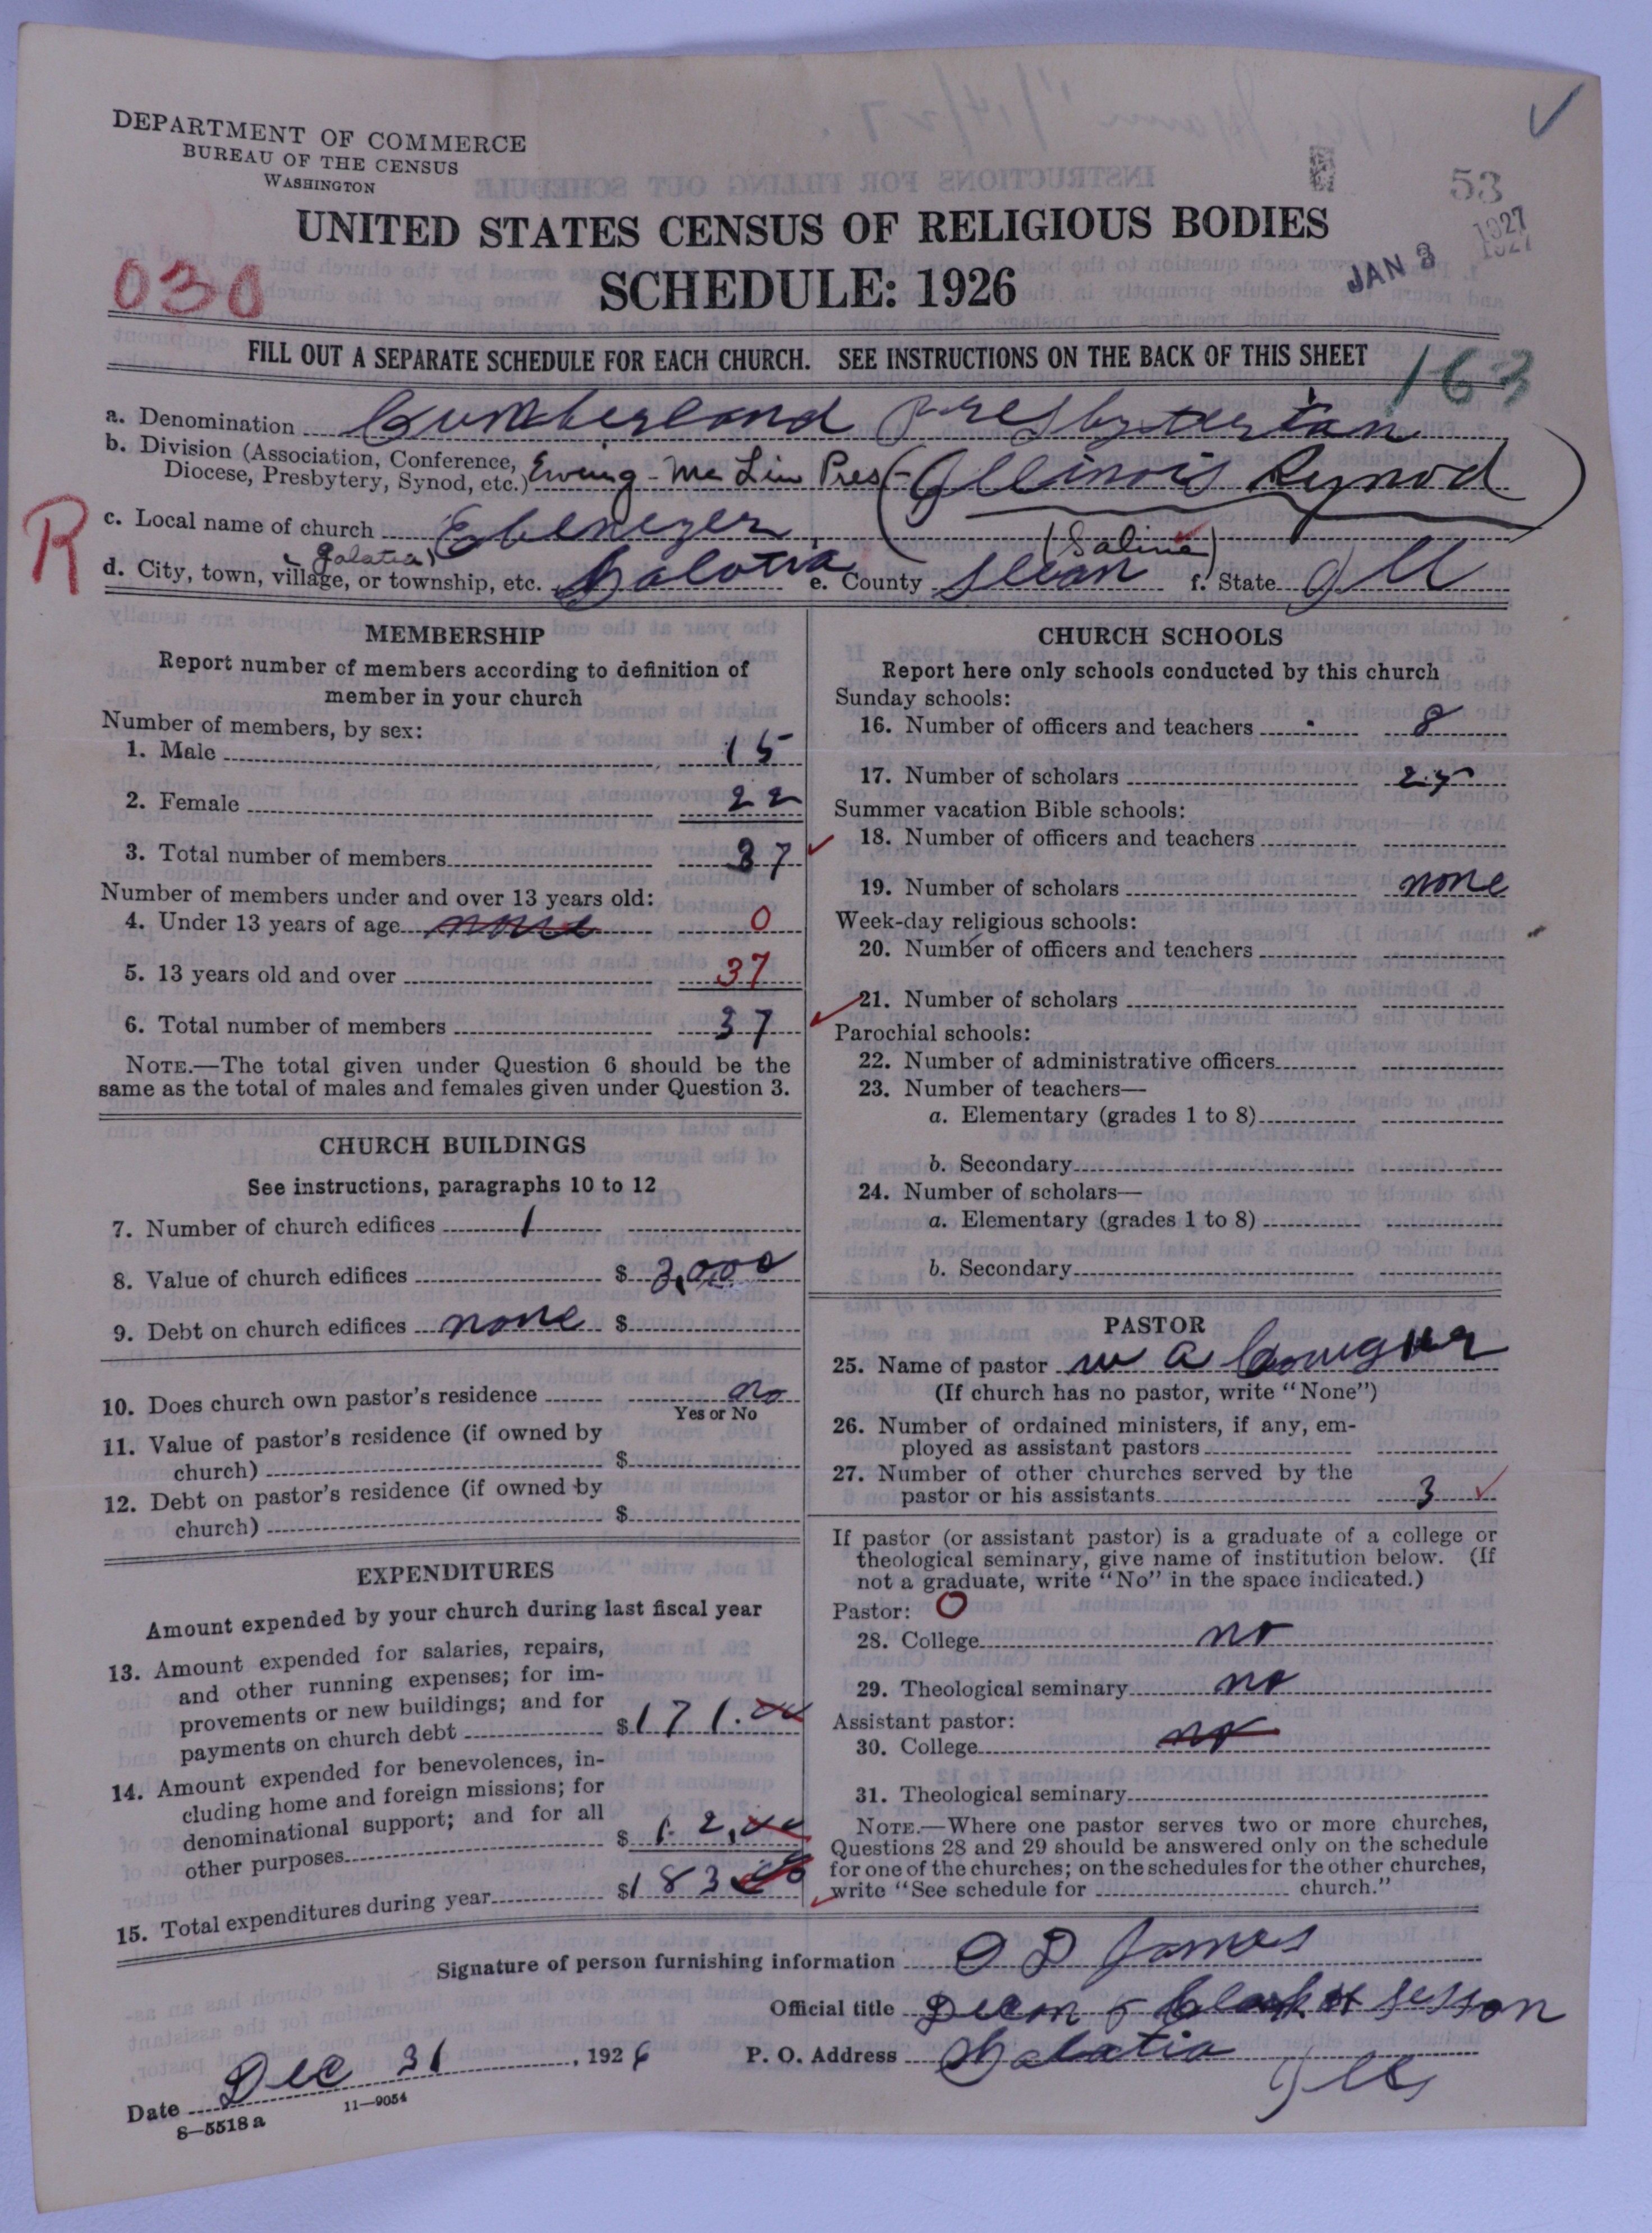 DEPARTMENT OF COMMERCE
BUREAU OF THE CENSUS
WASHINGTON
53
UNITED STATES CENSUS OF RELIGIOUS BODIES
JAN 3 1927
030
SCHEDULE: 1926
FILL OUT A SEPARATE SCHEDULE FOR EACH CHURCH. SEE INSTRUCTIONS ON THE BACK OF THIS SHEET
163
a. Denomination Cumberland Presbyterian
b. Division (Association, Conference,
Diocese, Presbytery, Synod, etc.) Ewing-McLin Pres- (Illinois Synod)
R
c. Local name of church Ebenezer
(Galatia) (Saline)
d. City, town, village, or township, etc. Galatia e. County f. State Ill
MEMBERSHIP
Report number of members according to definition of
member in your church
Number of members, by sex:
1. Male 15
2. Female 22
3. Total number of members 37
Number of members under and over 13 years old:
4. Under 13 years of age none 0
5. 13 years old and over 37
6. Total number of members 37
NOTE.—The total given under Question 6 should be the
same as the total of males and females given under Question 3.
CHURCH BUILDINGS
See instructions, paragraphs 10 to 12
7. Number of church edifices 1
8. Value of church edifices $ 3,000
9. Debt on church edifices none $
10. Does church own pastor's residence no
Yes or No
11. Value of pastor's residence (if owned by
church) $
12. Debt on pastor's residence (if owned by
church) $
EXPENDITURES
Amount expended by your church during last fiscal year
13. Amount expended for salaries, repairs,
and other running expenses; for im-
provements or new buildings; and for
payments on church debt $171.00
14. Amount expended for benevolences, in-
cluding home and foreign missions; for
denominational support; and for all
other purposes $ 12.00
15. Total expenditures during year $183.00
CHURCH SCHOOLS
Report here only schools conducted by this church
Sunday schools:
16. Number of officers and teachers 8
17. Number of scholars 25
Summer vacation Bible schools:
18. Number of officers and teachers
19. Number of scholars none
Week-day religious schools:
20. Number of officers and teachers
21. Number of scholars
Parochial schools:
22. Number of administrative officers
23. Number of teachers—
a. Elementary (grades 1 to 8)
b. Secondary
24. Number of scholars—
a. Elementary (grades 1 to 8)
b. Secondary
PASTOR
25. Name of pastor W A
(If church has no pastor, write "None")
26. Number of ordained ministers, if any, em-
ployed as assistant pastors
27. Number of other churches served by the
pastor or his assistants 3
If pastor (or assistant pastor) is a graduate of a college or
theological seminary, give name of institution below. (If
not a graduate, write "No" in the space indicated.)
Pastor: O
28. College no
29. Theological seminary no
Assistant pastor:
30. College no
31. Theological seminary
NOTE.—Where one pastor serves two or more churches,
Questions 28 and 29 should be answered only on the schedule
for one of the churches; on the schedules for the other churches,
write "See schedule for church."
Signature of person furnishing information O D James
Official title & Clerk of Session
Date Dec 31, 1926 P. O. Address Galatia Ill
8—5518a 11—9054